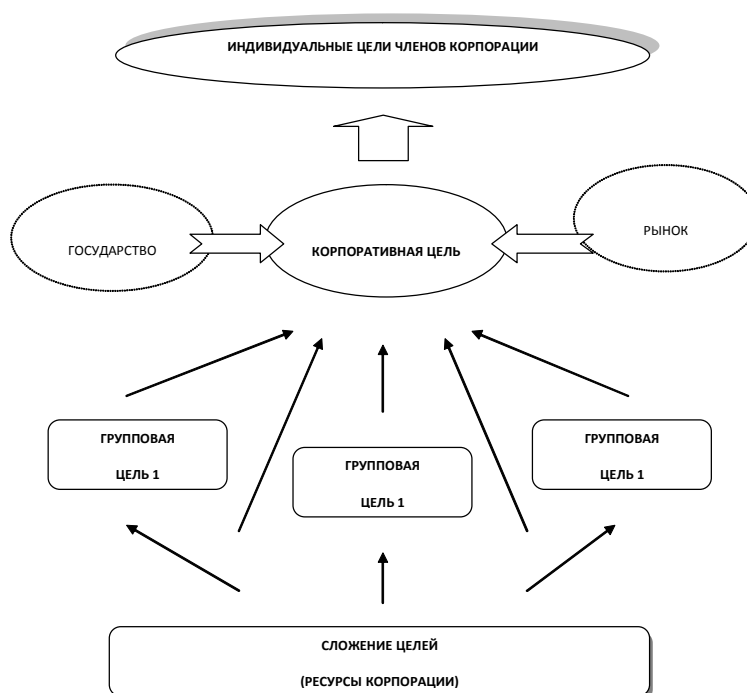 ИНДИВИДУАЛЬНЫЕ ЦЕЛИ ЧЛЕНОВ КОРПОРАЦИИ
ГОСУДАРСТВО
КОРПОРАТИВНАЯ ЦЕЛЬ
РЫНОК
ГРУППОВАЯ
ЦЕЛЬ 1
ГРУППОВАЯ
ЦЕЛЬ 1
ГРУППОВАЯ
ЦЕЛЬ 1
СЛОЖЕНИЕ ЦЕЛЕЙ
(РЕСУРСЫ КОРПОРАЦИИ)